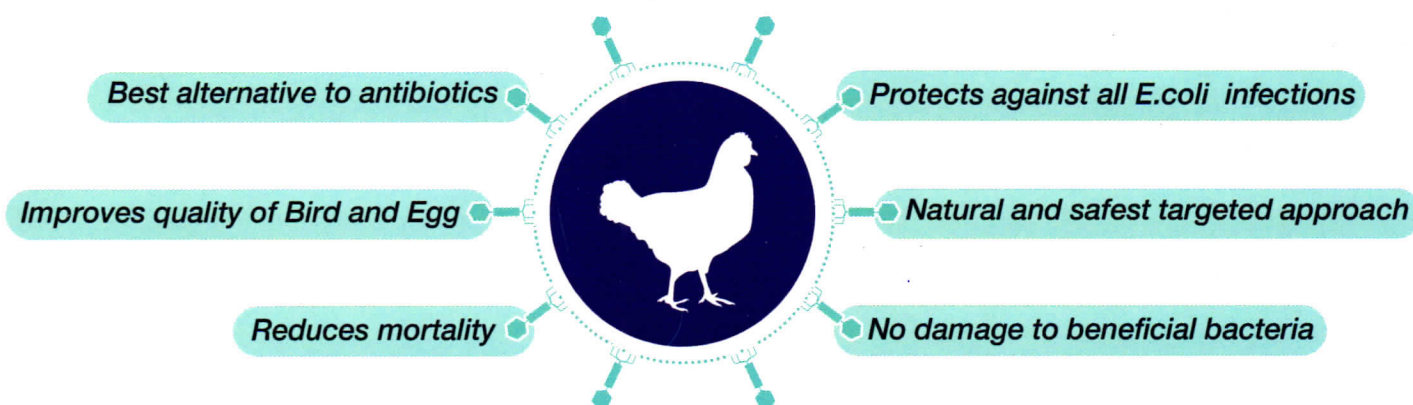 Best alternative to antibiotics
Protects against all E.coli infections
Improves quality of Bird and Egg
Natural and safest targeted approach
Reduces mortality
No damage to beneficial bacteria